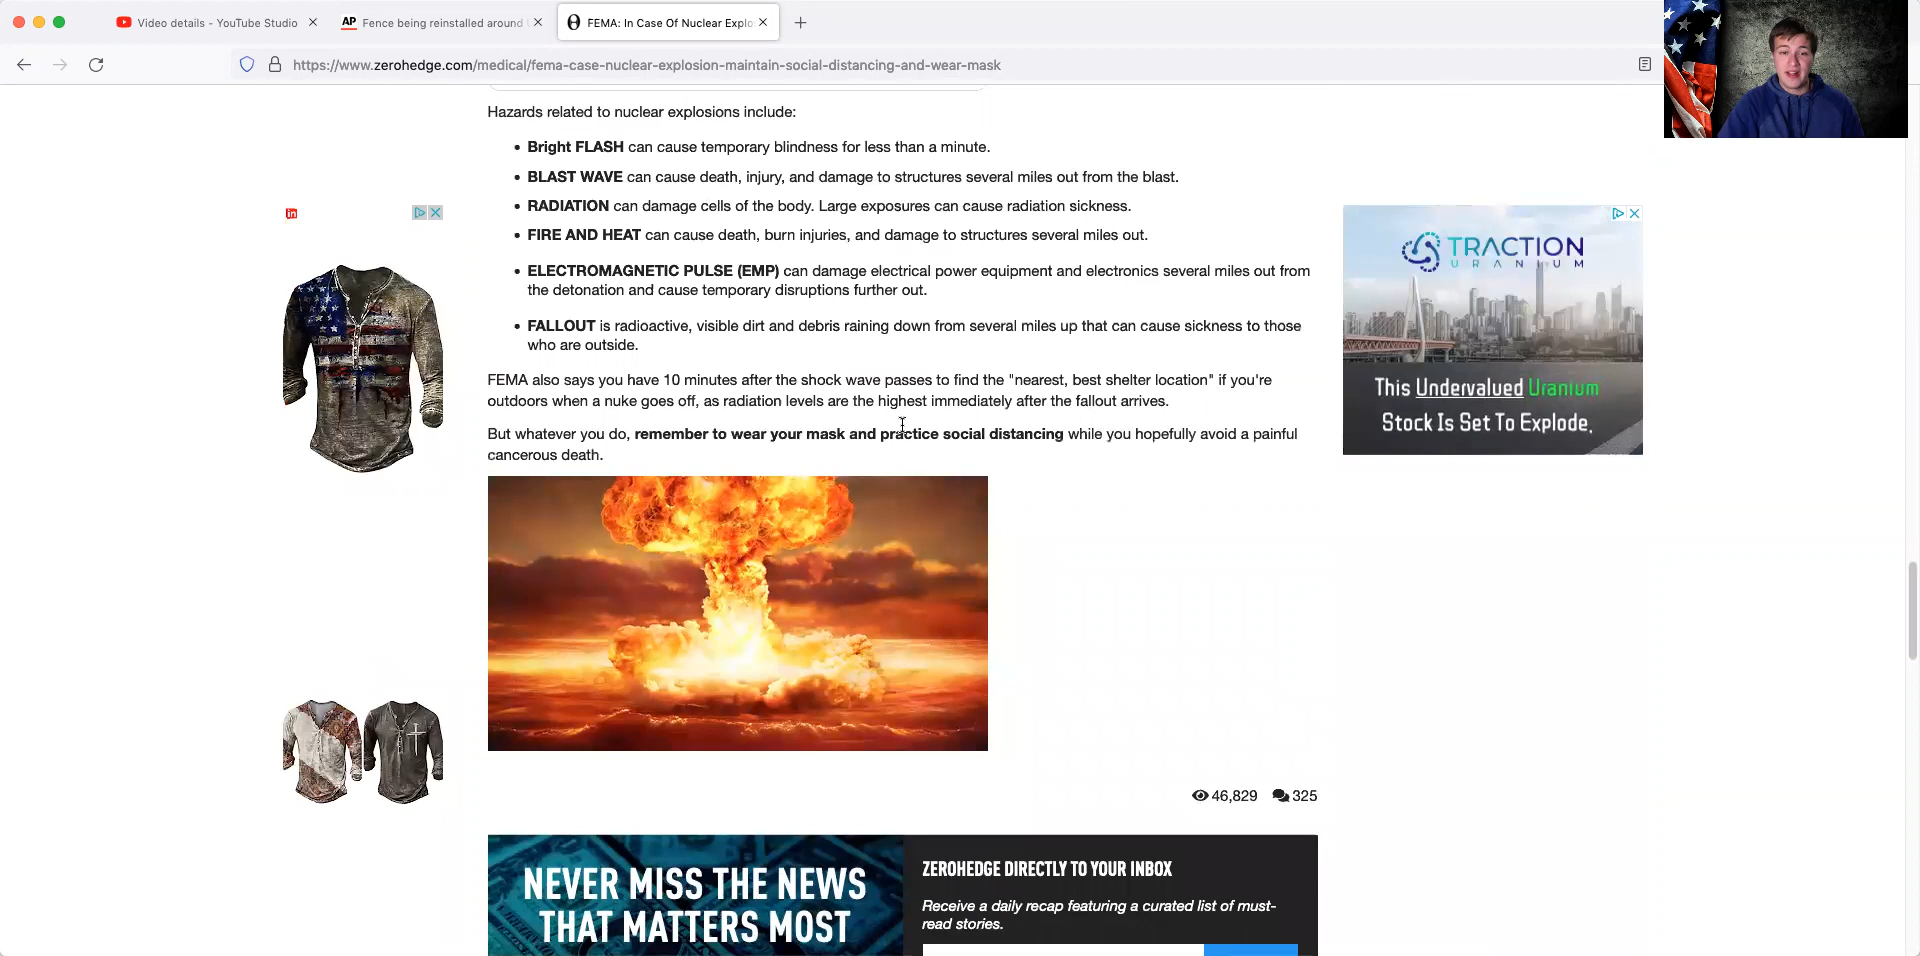 Video details - YouTube Studio
AP Fence being reinstalled around
FEMA: In Case Of Nuclear Explo
https://www.zerohedge.com/medical/fema-case-nuclear-explosion-maintain-social-distancing-and-wear-mask
Hazards related to nuclear explosions include:
• Bright FLASH can cause temporary blindness for less than a minute.
• BLAST WAVE can cause death, injury, and damage to structures several miles out from the blast.
• RADIATION can damage cells of the body. Large exposures can cause radiation sickness.
• FIRE AND HEAT can cause death, burn injuries, and damage to structures several miles out.
• ELECTROMAGNETIC PULSE (EMP) can damage electrical power equipment and electronics several miles out from
the detonation and cause temporary disruptions further out.
• FALLOUT is radioactive, visible dirt and debris raining down from several miles up that can cause sickness to those
who are outside.
FEMA also says you have 10 minutes after the shock wave passes to find the "nearest, best shelter location" if you're
outdoors when a nuke goes off, as radiation levels are the highest immediately after the fallout arrives.
But whatever you do, remember to wear your mask and practice social distancing while you hopefully avoid a painful
cancerous death.
TRACTION
URANIUM
This Undervalued Uranium
Stock Is Set To Explode.
46,829 325
NEVER MISS THE NEWS
THAT MATTERS MOST
ZEROHEDGE DIRECTLY TO YOUR INBOX
Receive a daily recap featuring a curated list of must-
read stories.